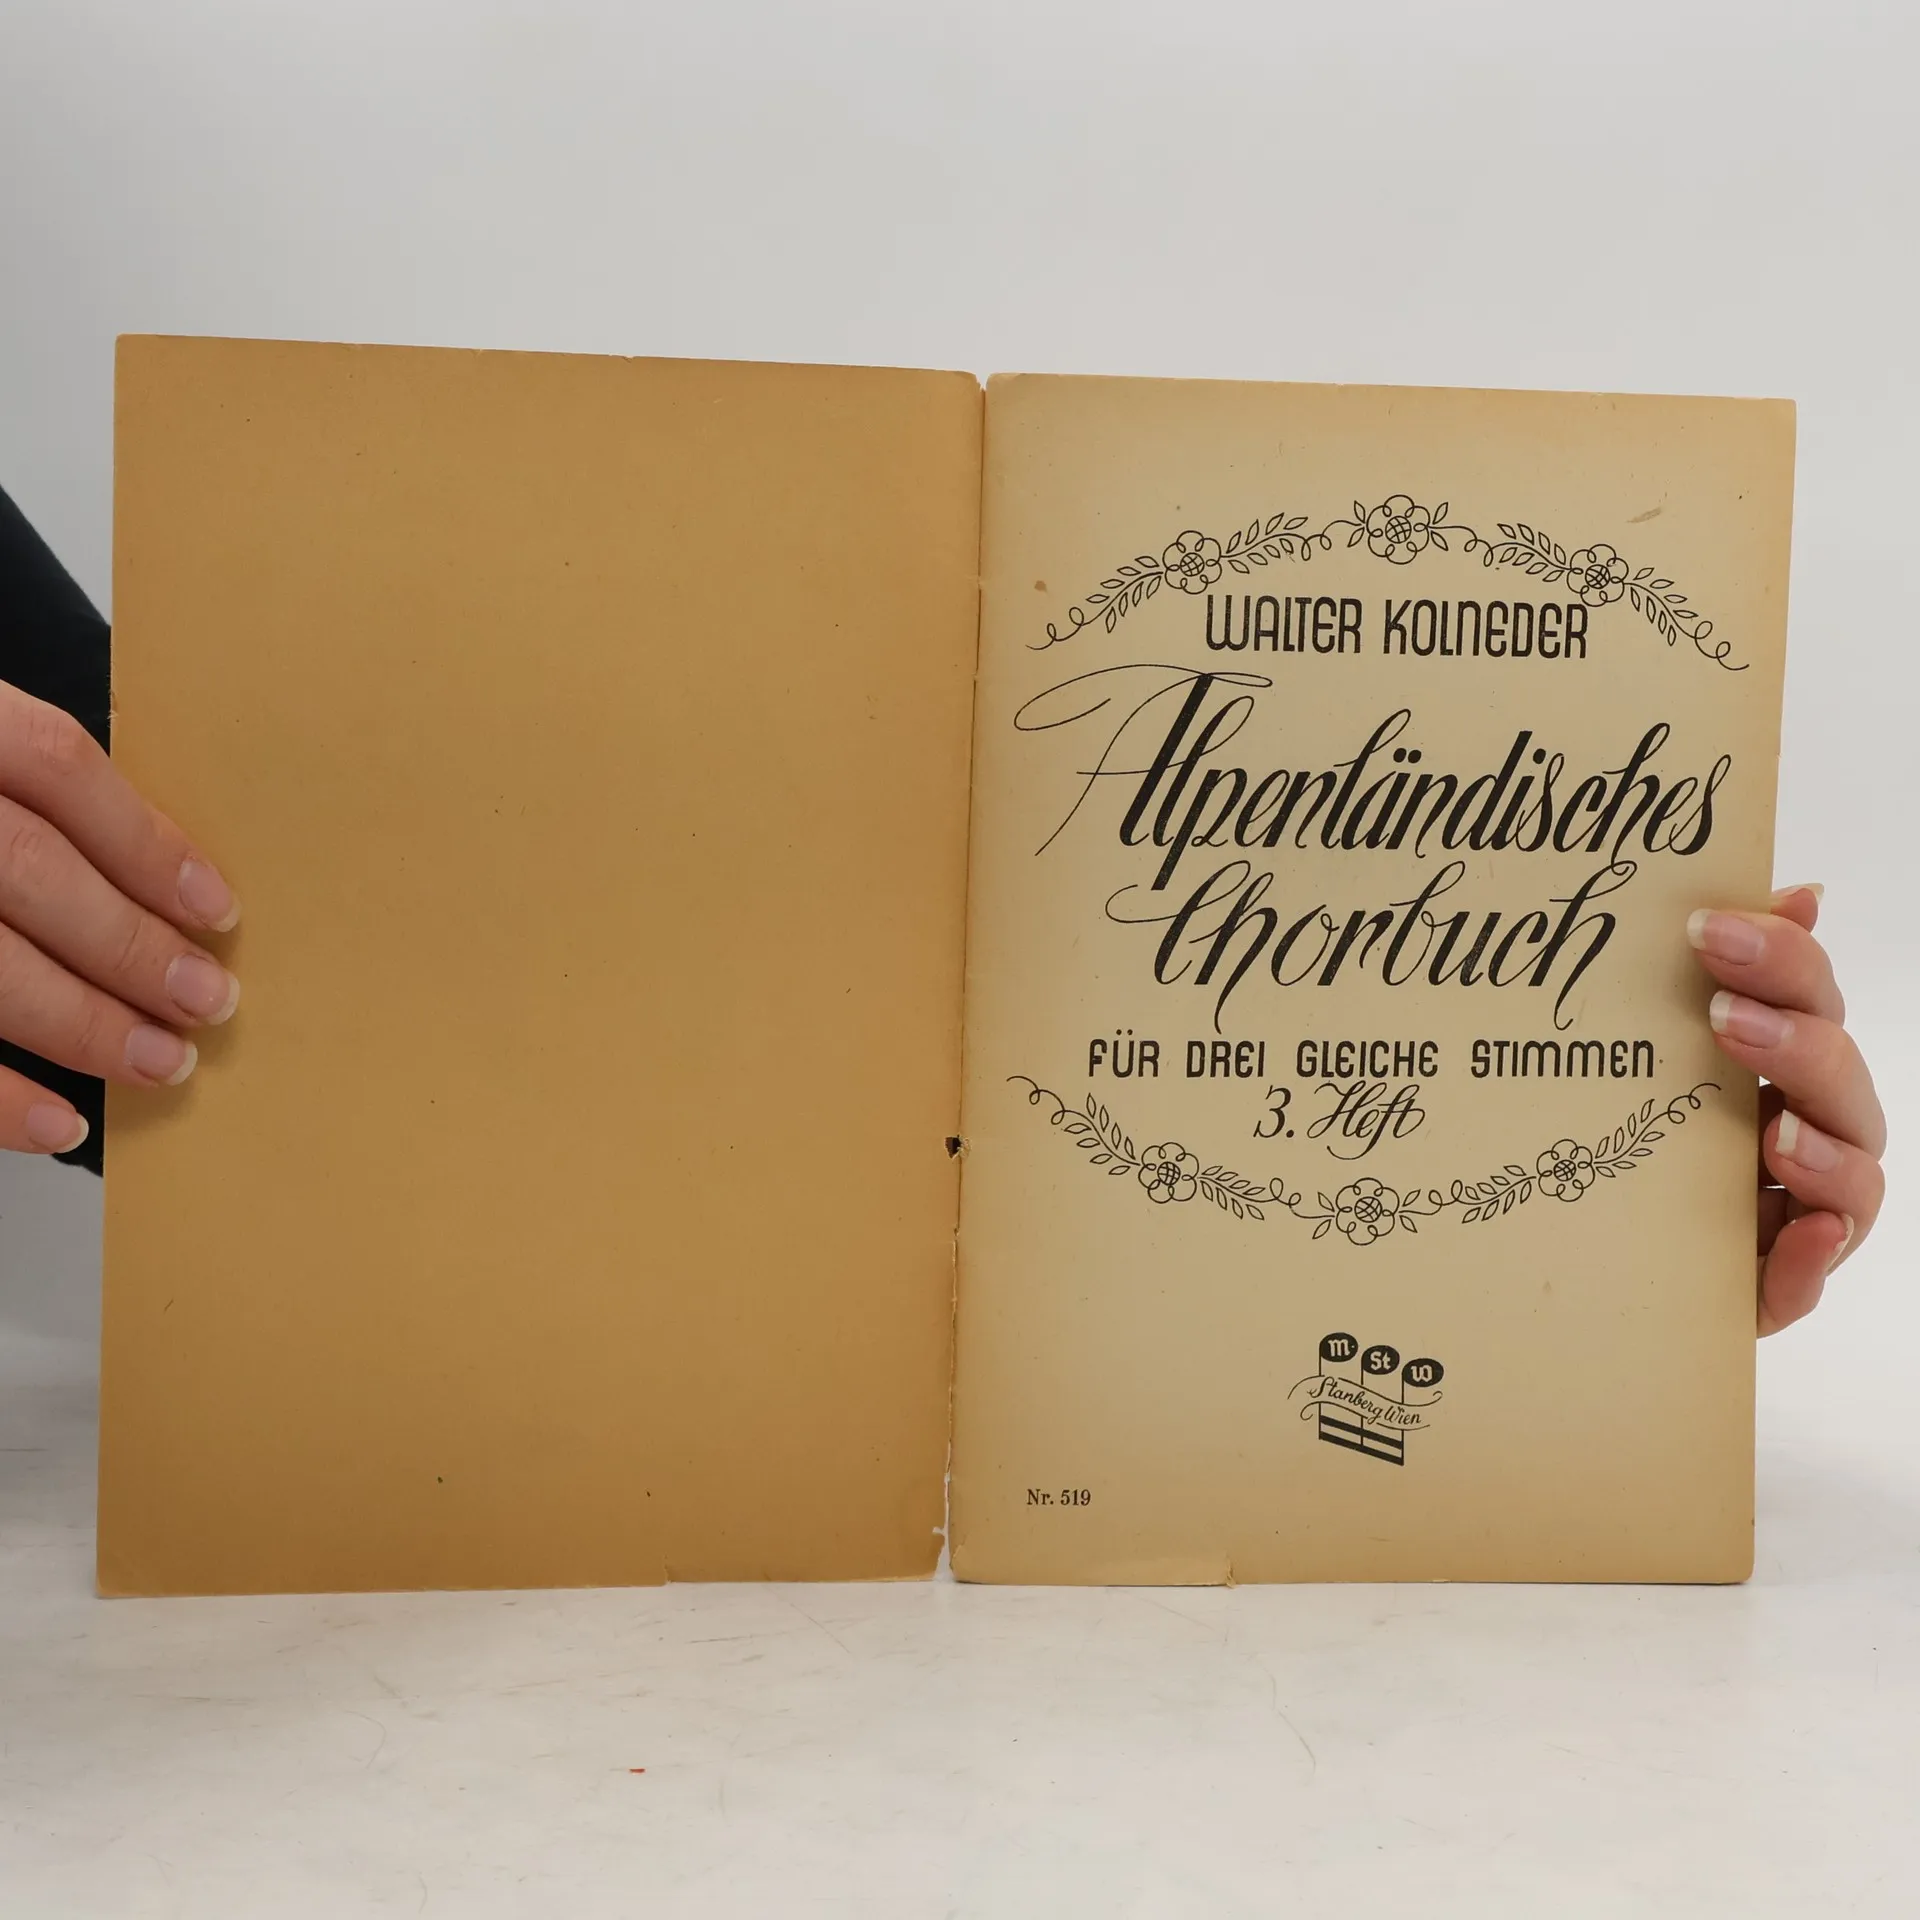 WALTER KOLNEDER
Alpenländisches
Chorbuch
FÜR DREI GLEICHE STIMMEN
3. Heft
m St w
Stanberg Wien
Nr. 519